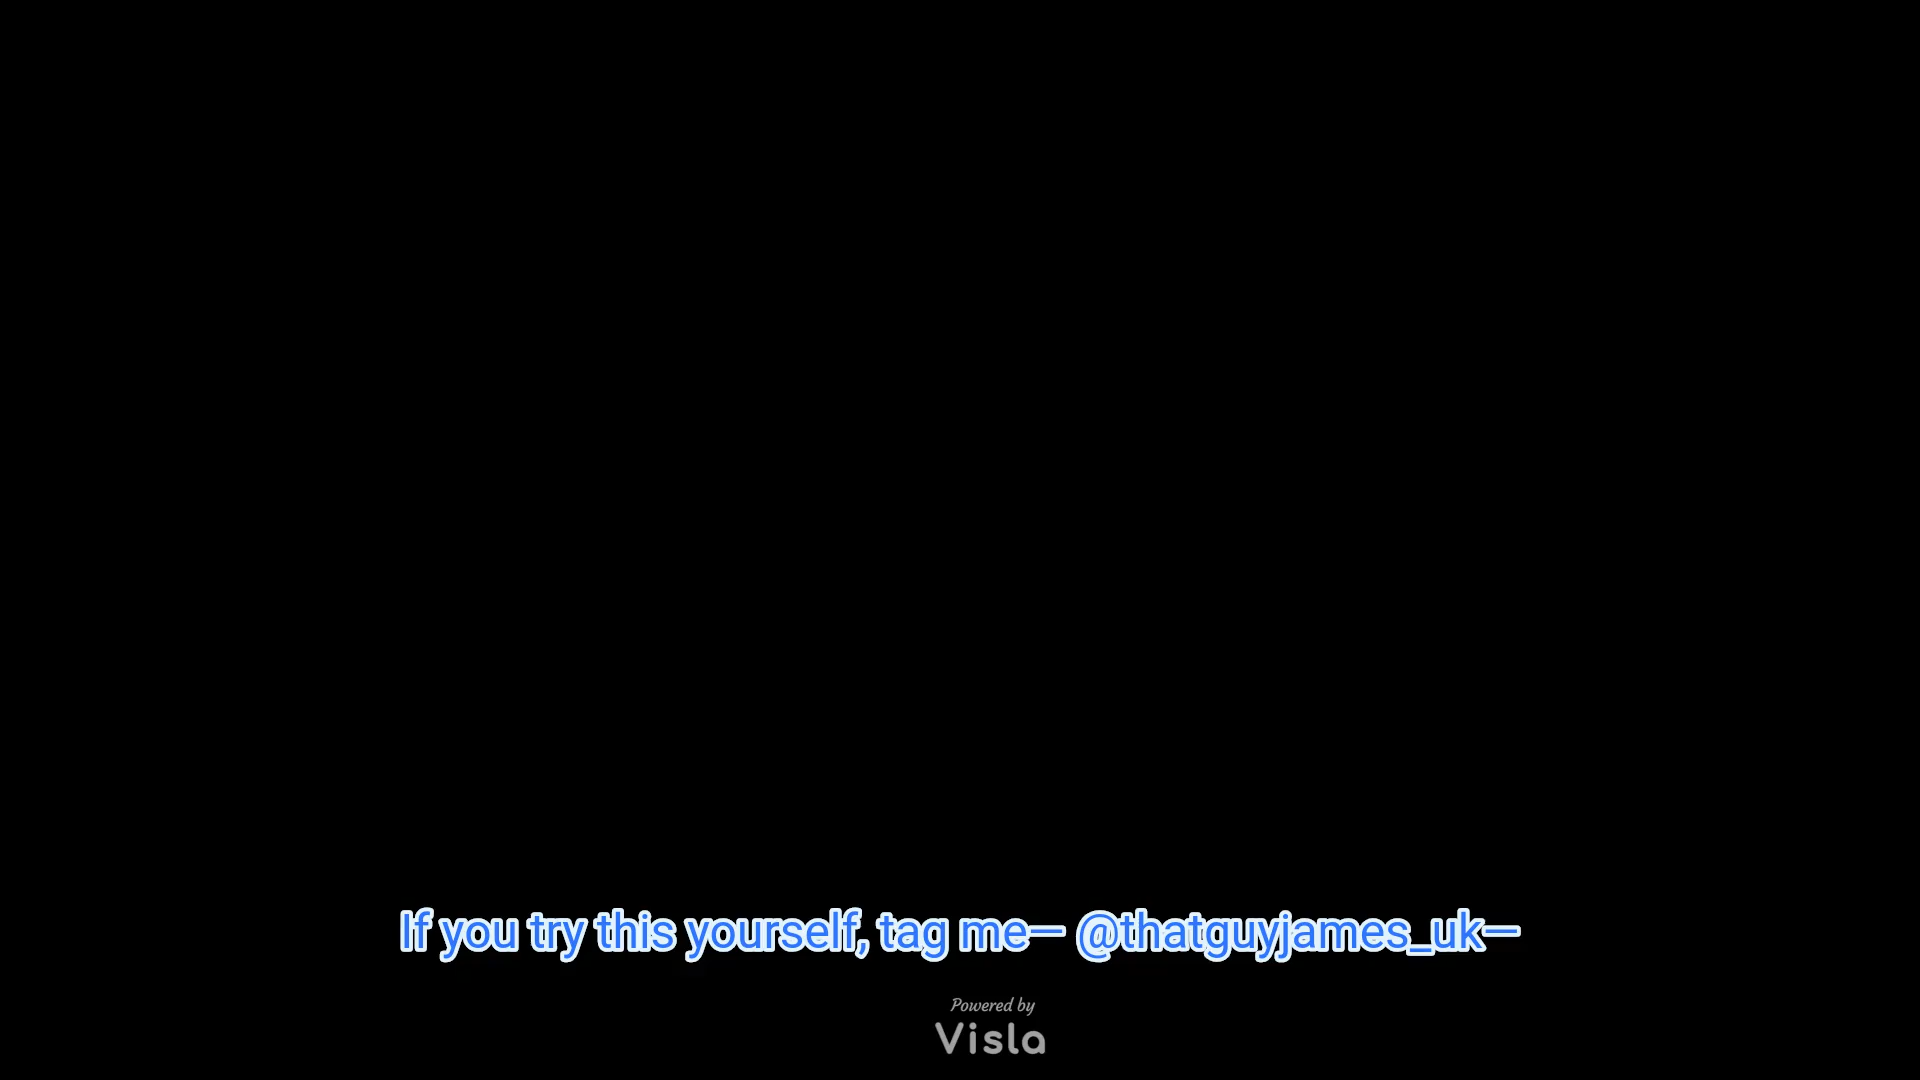 If you try this yourself, tag me— @thatguyjames_uk—
Powered by
Visla